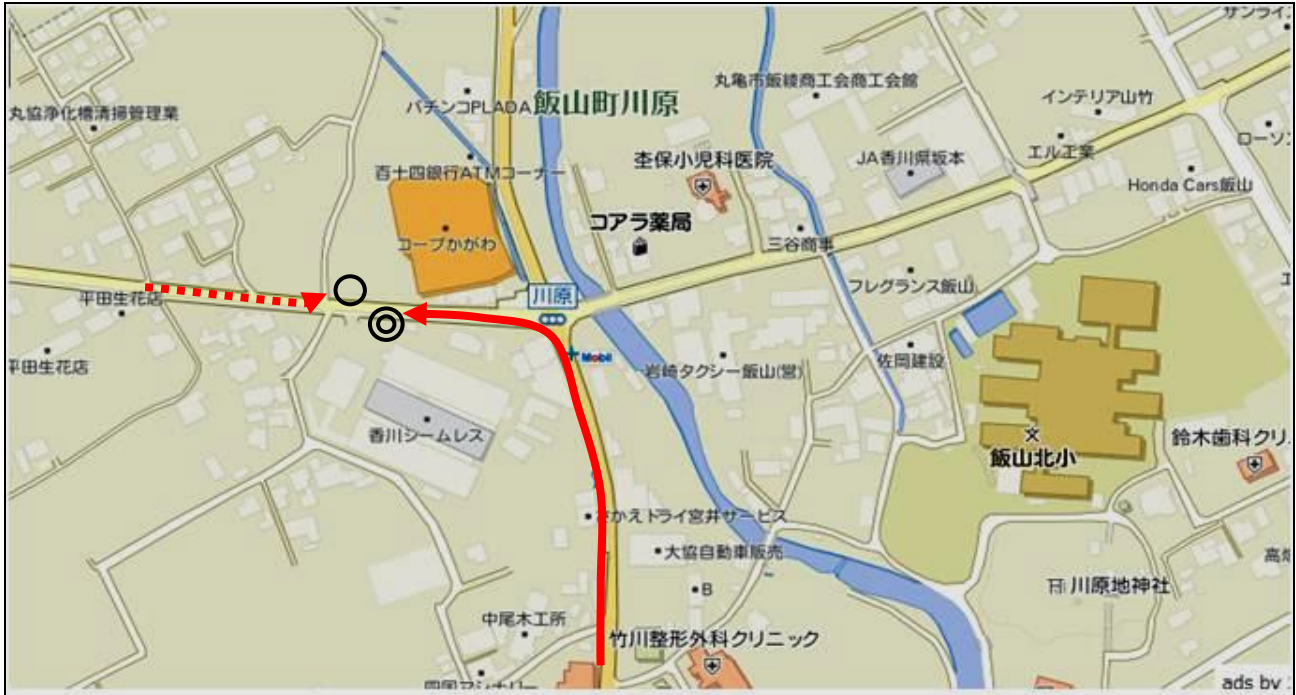 サンライ
丸亀市飯綾商工会商工会館
パチンコPLADA
飯山町川原
インテリア山竹
丸協浄化槽清掃管理業
ローソ
エル工業
杢保小児科医院
JA香川県坂本
百十四銀行ATMコーナー
Honda Cars飯山
コアラ薬局
コープかがわ
三谷商事
フレグランス飯山
平田生花店
川原
Mobil
平田生花店
岩崎タクシー飯山(営)
佐岡建設
香川シームレス
飯山北小
鈴木歯科クリ
さかえドライ宮井サービス
大協自動車販売
高畑
B
川原地神社
中尾木工所
竹川整形外科クリニック
四国マシナリー
ads by